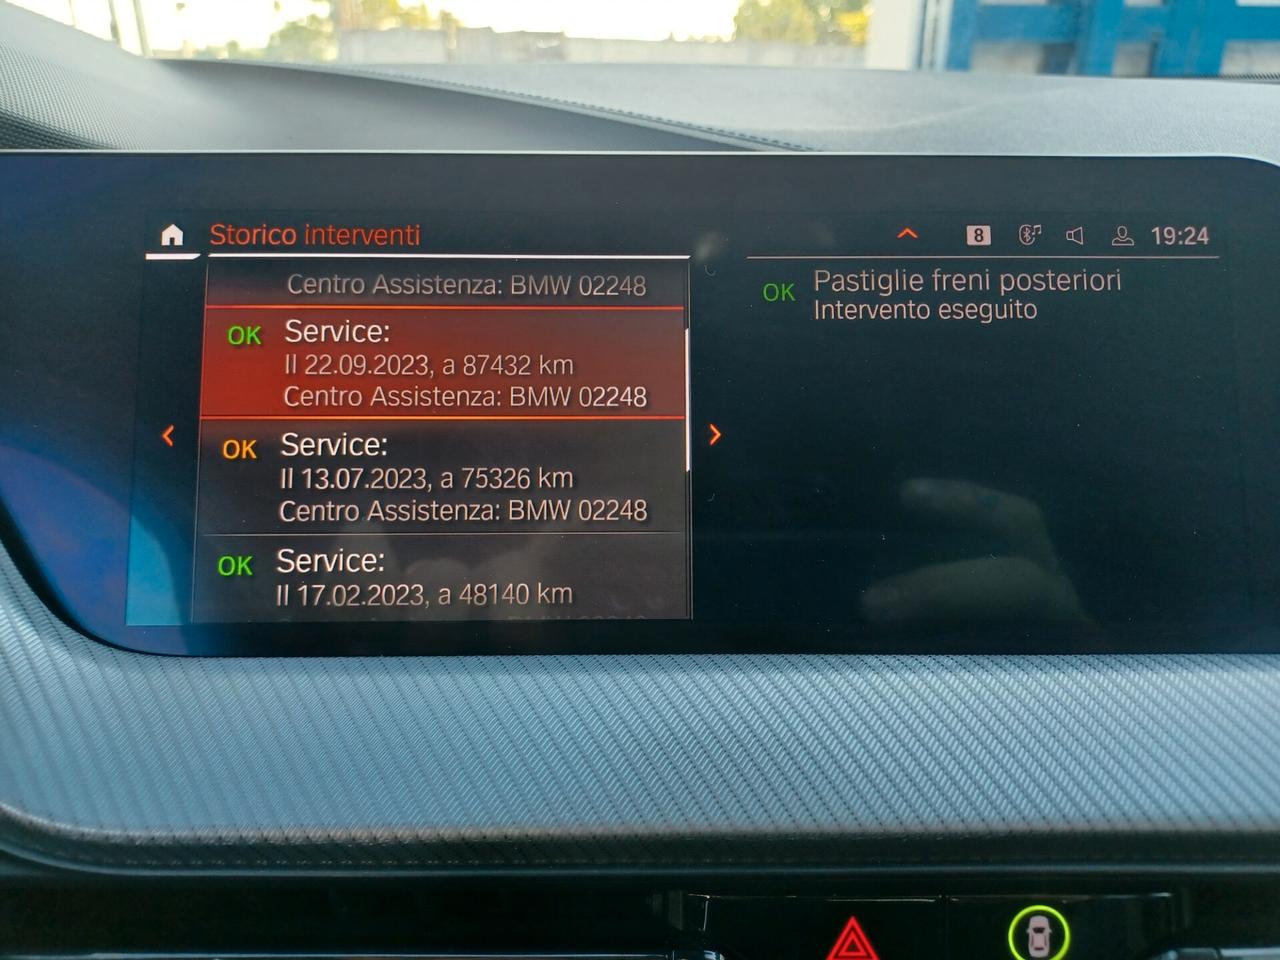 Storico interventi
8
19:24
Centro Assistenza: BMW 02248
OK Service:
Il 22.09.2023, a 87432 km
Centro Assistenza: BMW 02248
OK Service:
Il 13.07.2023, a 75326 km
Centro Assistenza: BMW 02248
OK Service:
Il 17.02.2023, a 48140 km
OK Pastiglie freni posteriori
Intervento eseguito